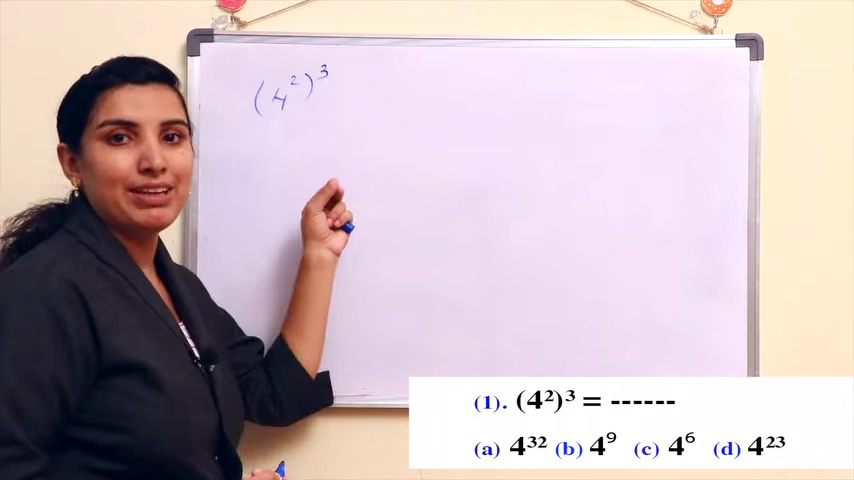 (4²)³
(1). (4²)³ = ------
(a) 4³² (b) 4⁹ (c) 4⁶ (d) 4²³